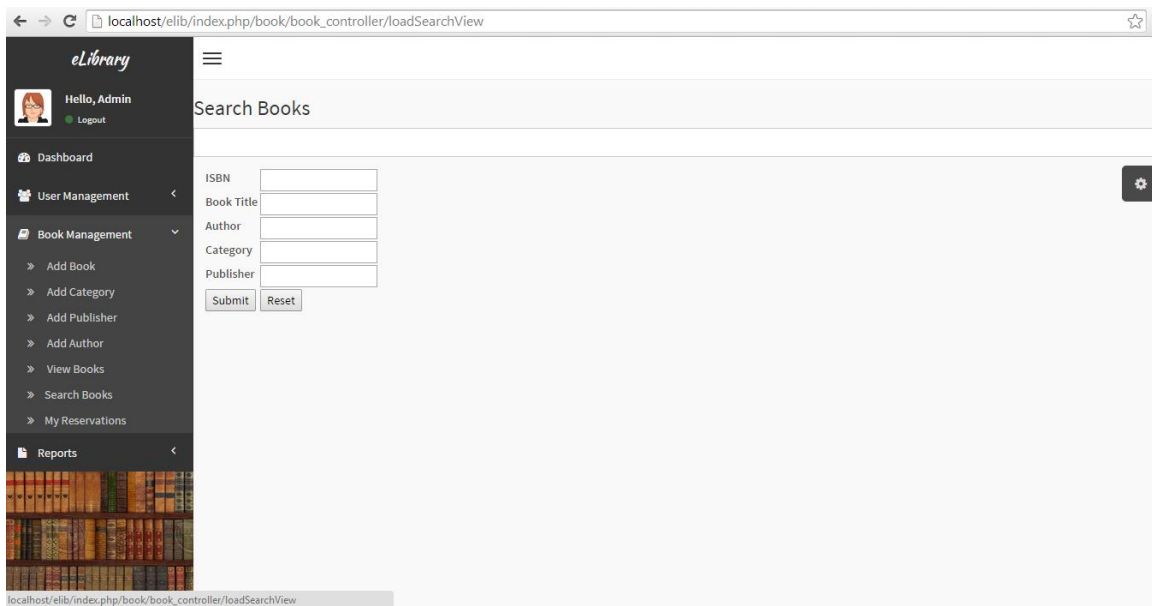 localhost/elib/index.php/book/book_controller/loadSearchView
eLibrary
Hello, Admin
Logout
Dashboard
User Management
Book Management
Add Book
Add Category
Add Publisher
Add Author
View Books
Search Books
My Reservations
Reports
Search Books
ISBN
Book Title
Author
Category
Publisher
Submit Reset
localhost/elib/index.php/book/book_controller/loadSearchView